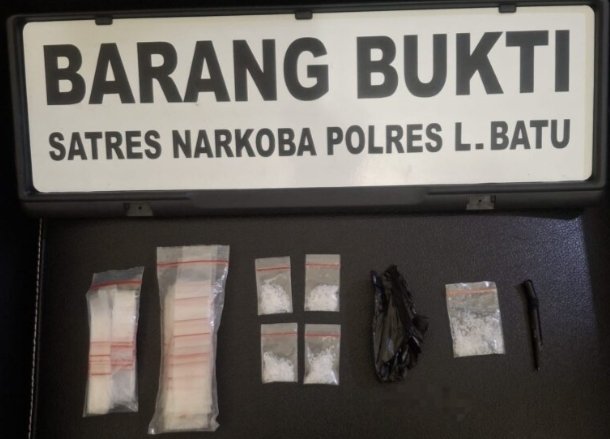 BARANG BUKTI
SATRES NARKOBA POLRES L. BATU